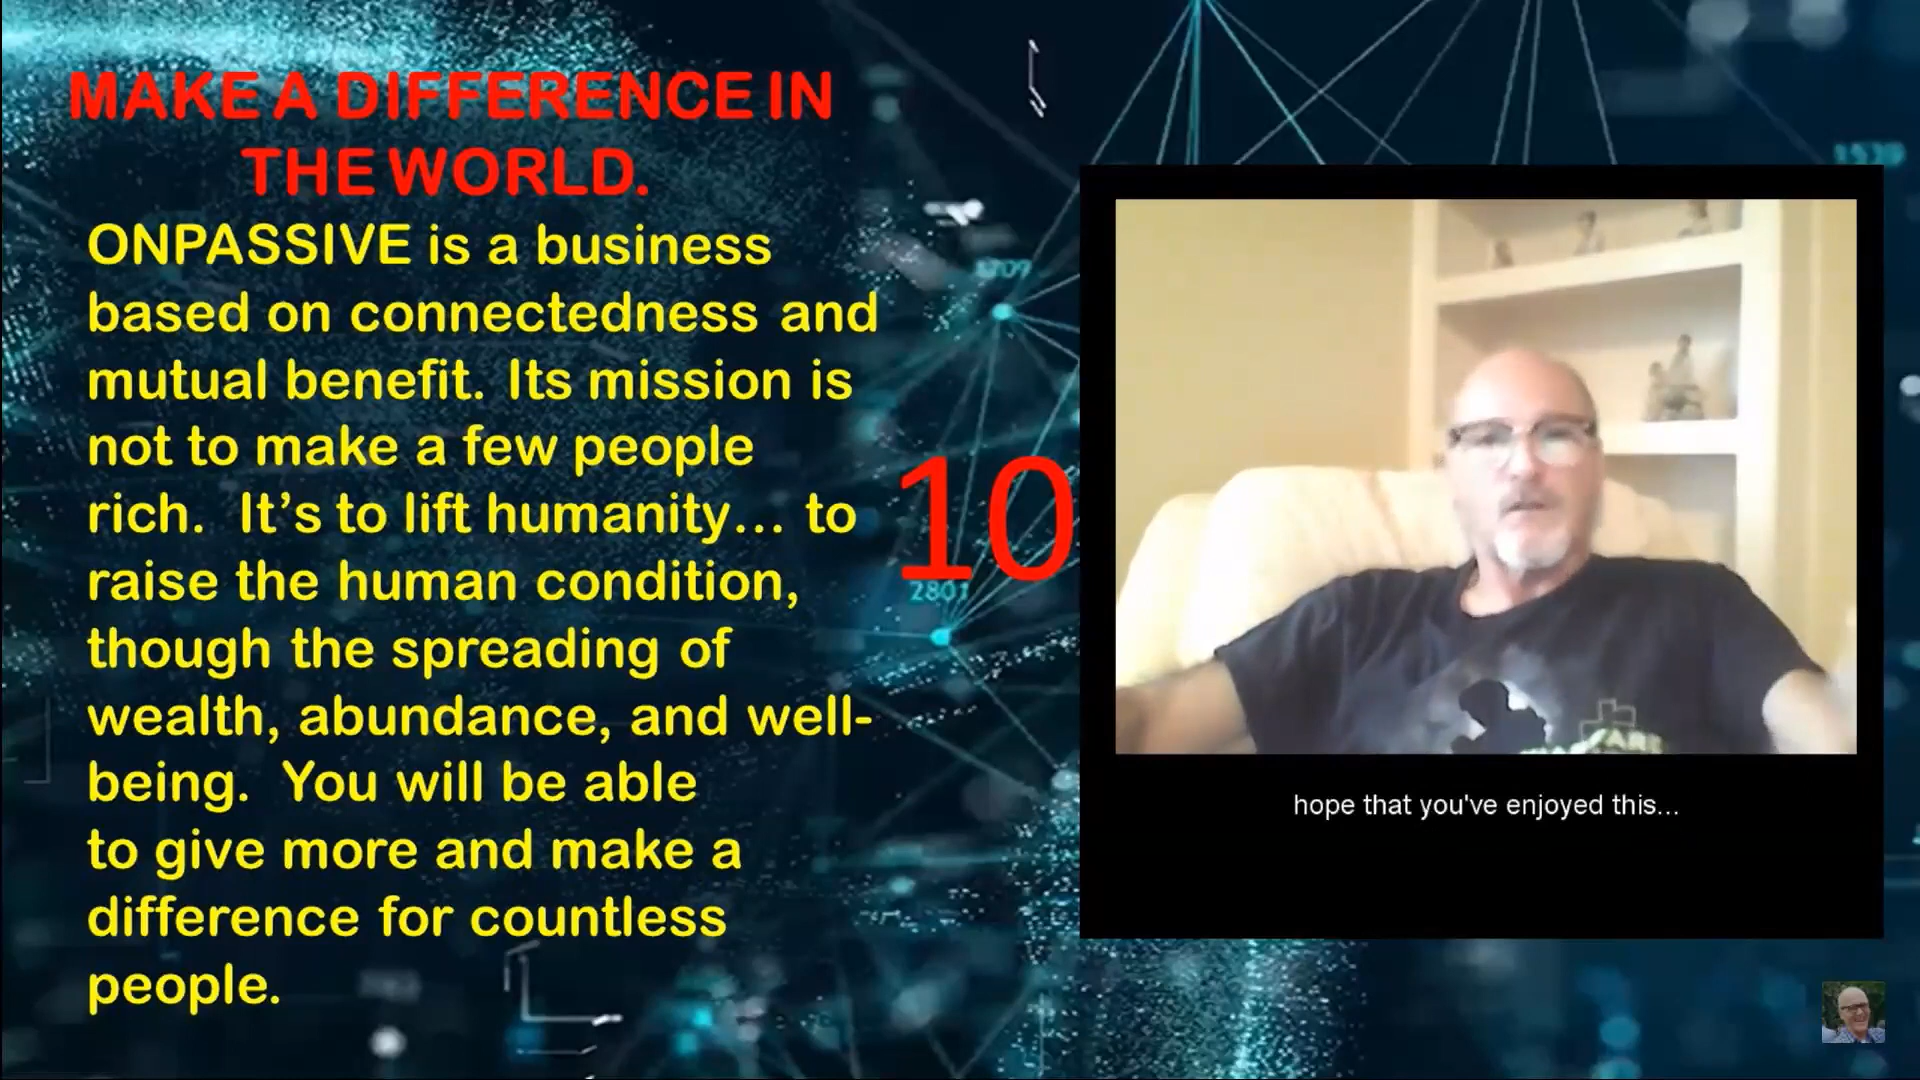 MAKE A DIFFERENCE IN
THE WORLD.
ONPASSIVE is a business
based on connectedness and
mutual benefit. Its mission is
not to make a few people
rich. It’s to lift humanity… to
raise the human condition,
though the spreading of
wealth, abundance, and well-
being. You will be able
to give more and make a
difference for countless
people.
10
2801
hope that you've enjoyed this...